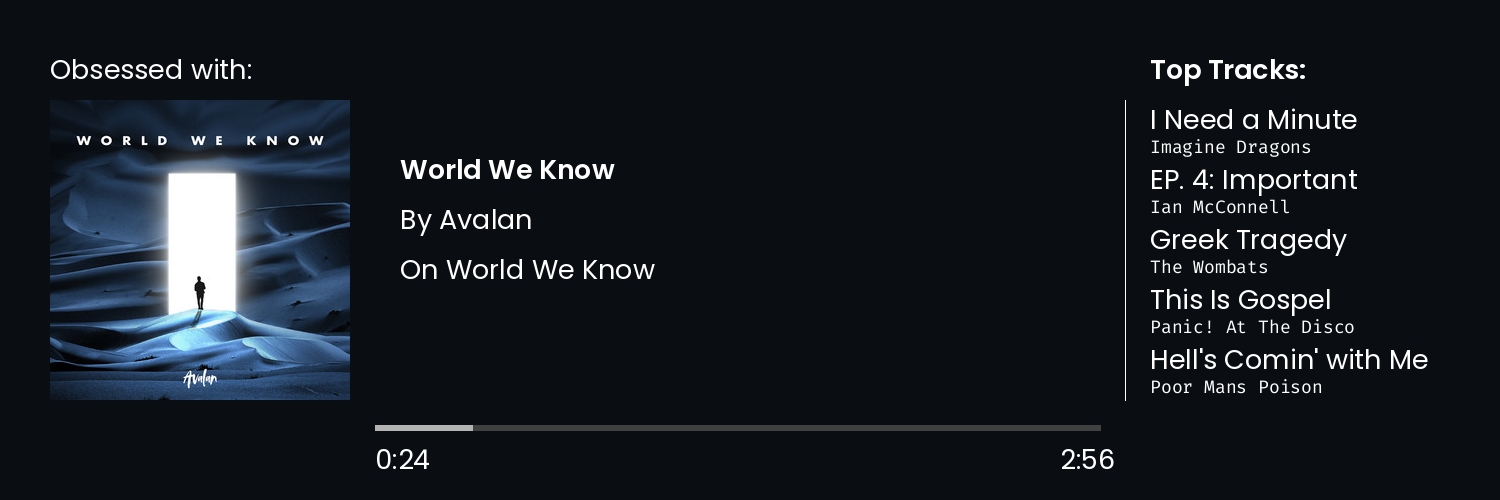 Obsessed with:
WORLD WE KNOW
Avalan
World We Know
By Avalan
On World We Know
0:24
2:56
Top Tracks:
I Need a Minute
Imagine Dragons
EP. 4: Important
Ian McConnell
Greek Tragedy
The Wombats
This Is Gospel
Panic! At The Disco
Hell's Comin' with Me
Poor Mans Poison